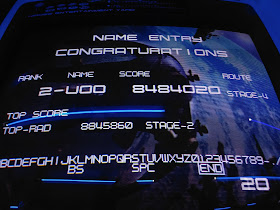 NAME ENTRY
CONGRATURATIONS
RANK NAME SCORE ROUTE
2-UOO 8484020 STAGE-4
TOP SCORE
TOP-RAD 8845860 STAGE-2
ABCDEFGHIJKLMNOPQRSTUVWXYZ0123456789-.
BS SPC END
20